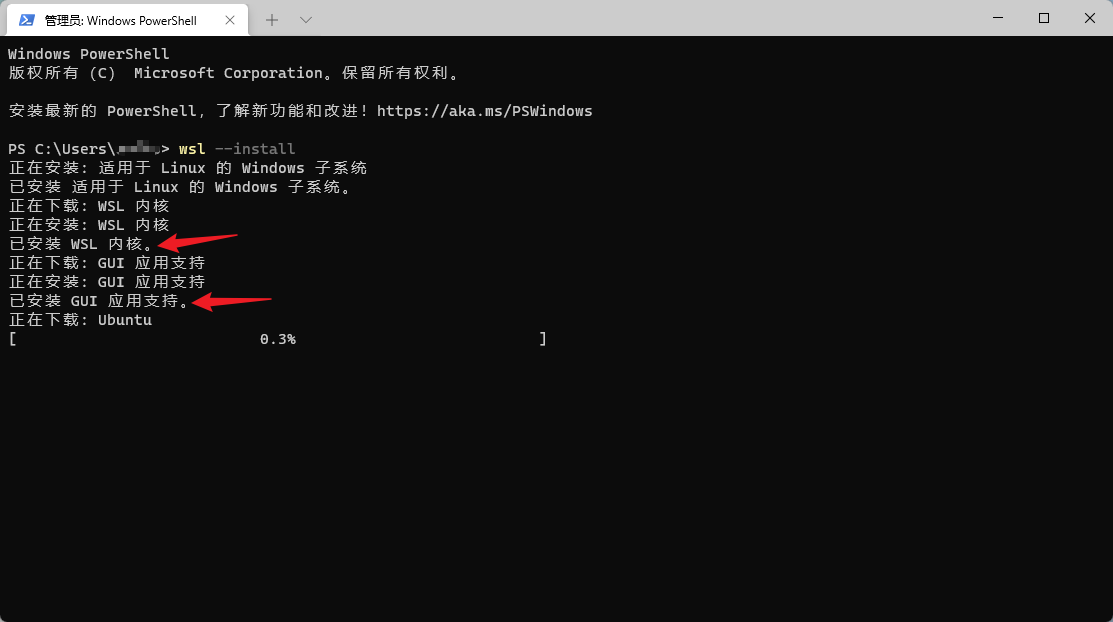 管理员: Windows PowerShell
Windows PowerShell
版权所有 (C) Microsoft Corporation。保留所有权利。
安装最新的 PowerShell，了解新功能和改进！https://aka.ms/PSWindows
PS C:\Users\ > wsl --install
正在安装: 适用于 Linux 的 Windows 子系统
已安装 适用于 Linux 的 Windows 子系统。
正在下载: WSL 内核
正在安装: WSL 内核
已安装 WSL 内核。
正在下载: GUI 应用支持
正在安装: GUI 应用支持
已安装 GUI 应用支持。
正在下载: Ubuntu
[ 0.3% ]